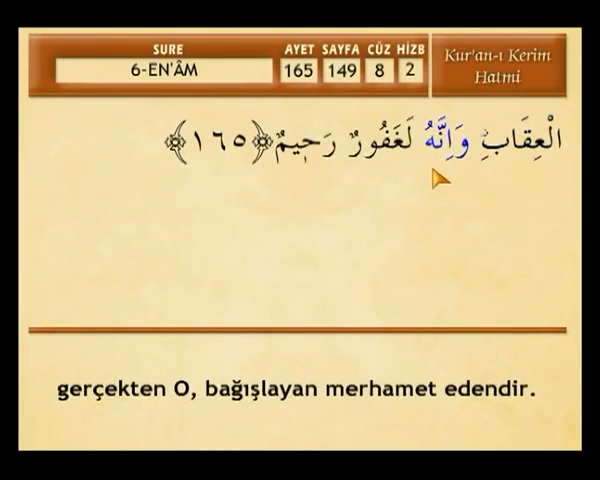 SURE AYET SAYFA CÜZ HİZB
6-EN'ÂM 165 149 8 2
Kur'an-ı Kerim
Hatmi
الْعِقَابِۘ وَاِنَّهُ لَغَفُورٌ رَح۪يمٌ ﴿١٦٥﴾
gerçekten O, bağışlayan merhamet edendir.